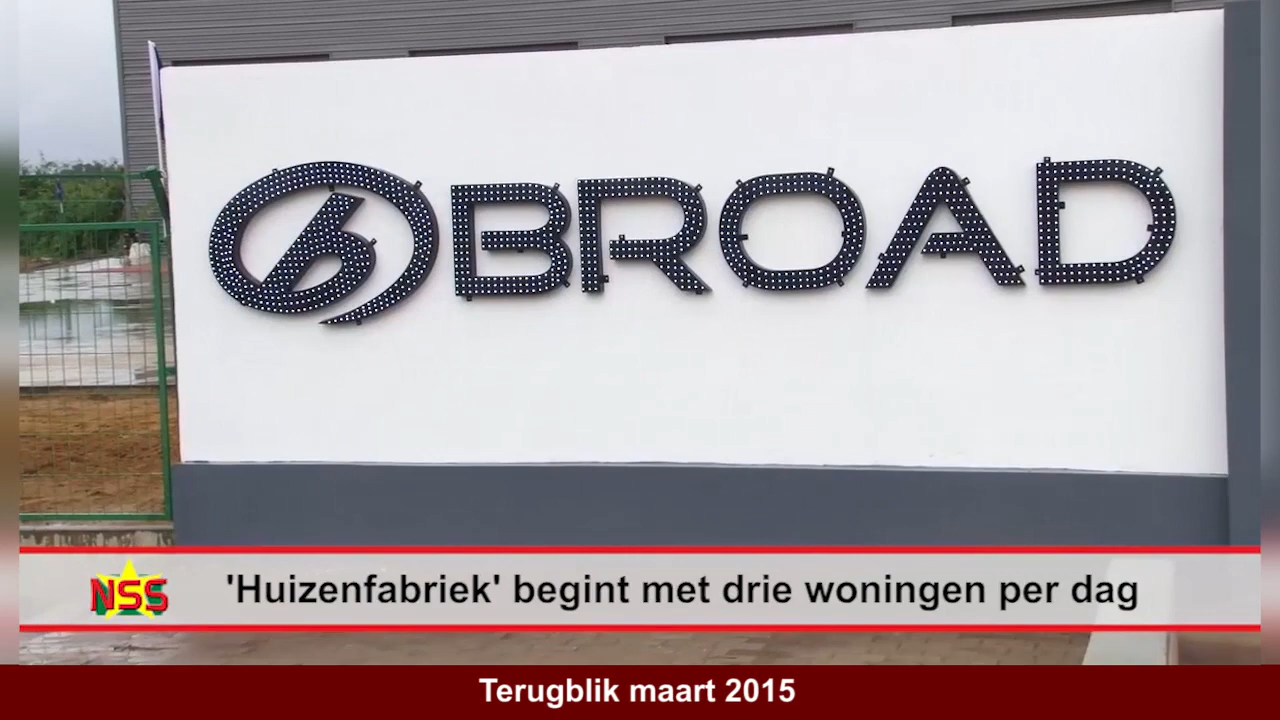 BROAD
NSS
'Huizenfabriek' begint met drie woningen per dag
Terugblik maart 2015